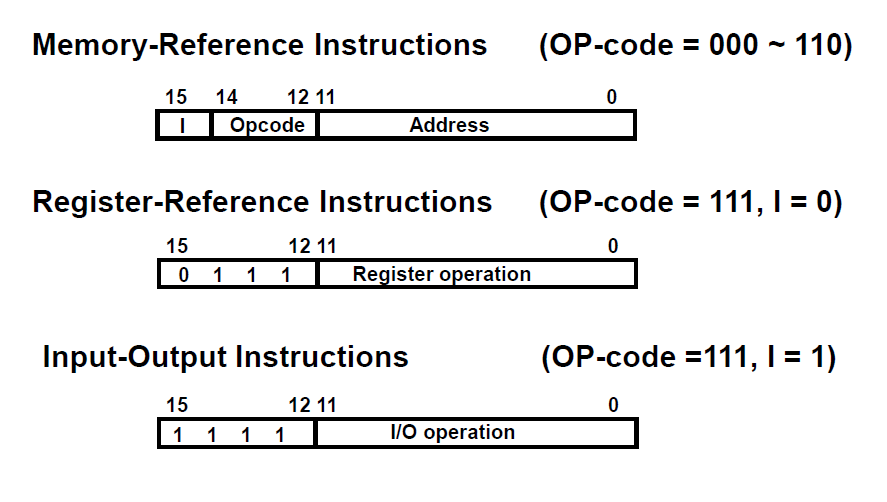 Memory-Reference Instructions (OP-code = 000 ~ 110)
15 14 12 11 0
I Opcode Address
Register-Reference Instructions (OP-code = 111, I = 0)
15 12 11 0
0 1 1 1 Register operation
Input-Output Instructions (OP-code =111, I = 1)
15 12 11 0
1 1 1 1 I/O operation